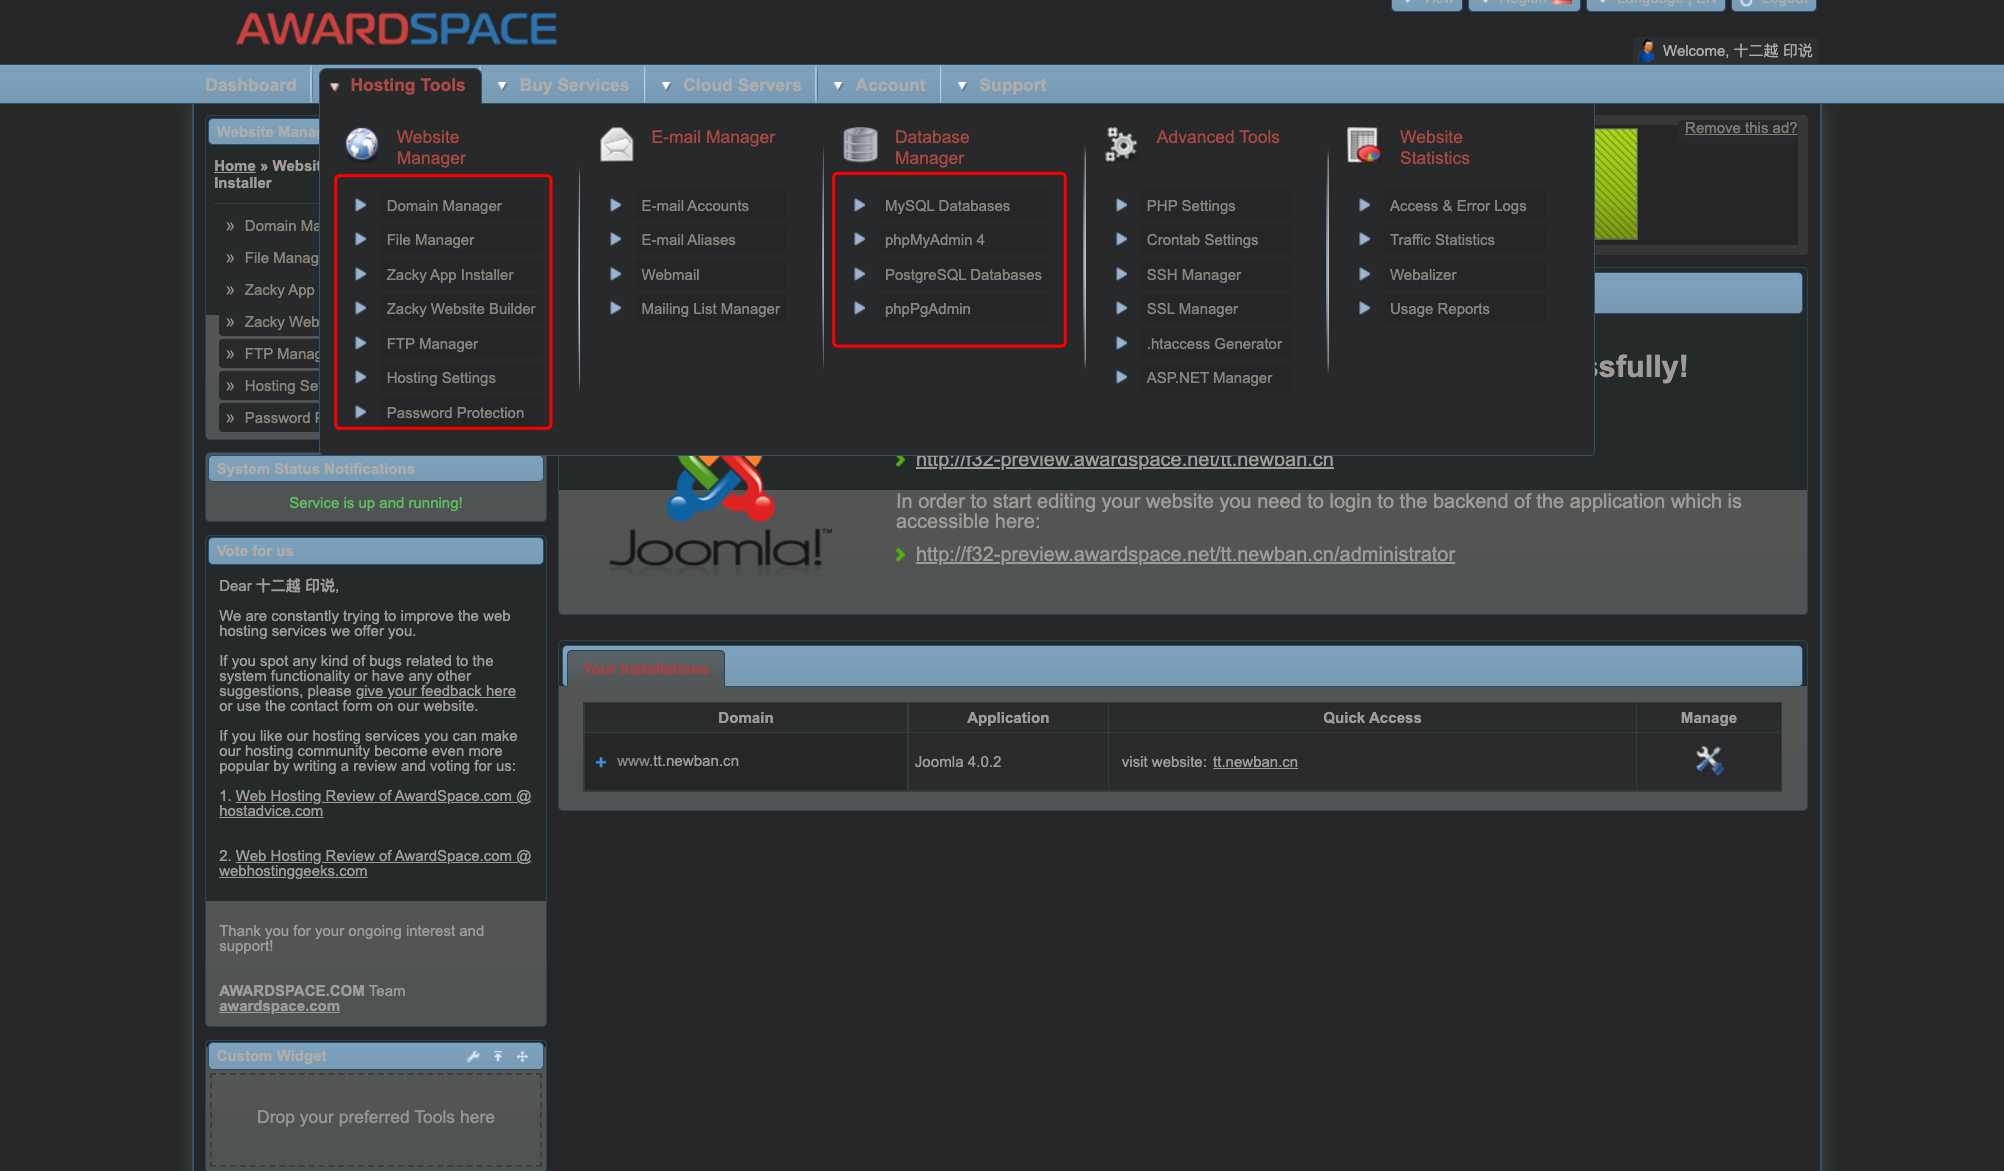 AWARDSPACE
View
Region
Language | EN
Logout
Welcome, 十二越 印说
Dashboard
Hosting Tools
Buy Services
Cloud Servers
Account
Support
Website Mana
Home » Websi
Installer
» Domain Ma
» File Manag
» Zacky App
» Zacky Web
» FTP Manag
» Hosting Se
» Password P
Website
Manager
Domain Manager
File Manager
Zacky App Installer
Zacky Website Builder
FTP Manager
Hosting Settings
Password Protection
E-mail Manager
E-mail Accounts
E-mail Aliases
Webmail
Mailing List Manager
Database
Manager
MySQL Databases
phpMyAdmin 4
PostgreSQL Databases
phpPgAdmin
Advanced Tools
PHP Settings
Crontab Settings
SSH Manager
SSL Manager
.htaccess Generator
ASP.NET Manager
Website
Statistics
Access & Error Logs
Traffic Statistics
Webalizer
Usage Reports
Remove this ad?
ssfully!
System Status Notifications
Service is up and running!
Vote for us
Dear 十二越 印说,
We are constantly trying to improve the web
hosting services we offer you.
If you spot any kind of bugs related to the
system functionality or have any other
suggestions, please give your feedback here
or use the contact form on our website.
If you like our hosting services you can make
our hosting community become even more
popular by writing a review and voting for us:
1. Web Hosting Review of AwardSpace.com @
hostadvice.com
2. Web Hosting Review of AwardSpace.com @
webhostinggeeks.com
Thank you for your ongoing interest and
support!
AWARDSPACE.COM Team
awardspace.com
Custom Widget
Drop your preferred Tools here
Joomla!™
http://f32-preview.awardspace.net/tt.newban.cn
In order to start editing your website you need to login to the backend of the application which is
accessible here:
http://f32-preview.awardspace.net/tt.newban.cn/administrator
Your Installations
Domain
Application
Quick Access
Manage
www.tt.newban.cn
Joomla 4.0.2
visit website: tt.newban.cn